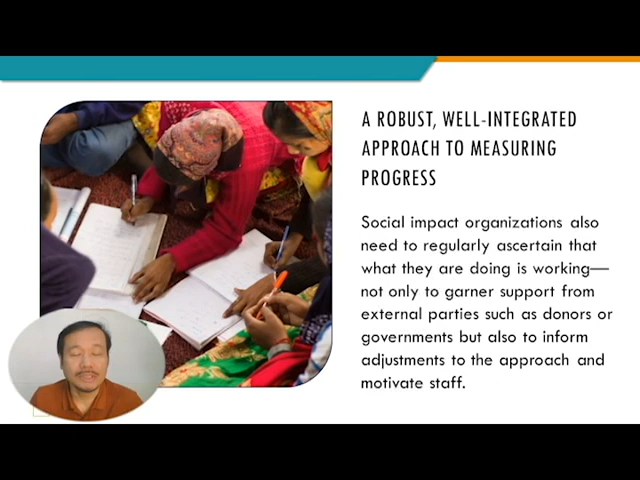 A ROBUST, WELL-INTEGRATED
APPROACH TO MEASURING
PROGRESS
Social impact organizations also
need to regularly ascertain that
what they are doing is working—
not only to garner support from
external parties such as donors or
governments but also to inform
adjustments to the approach and
motivate staff.